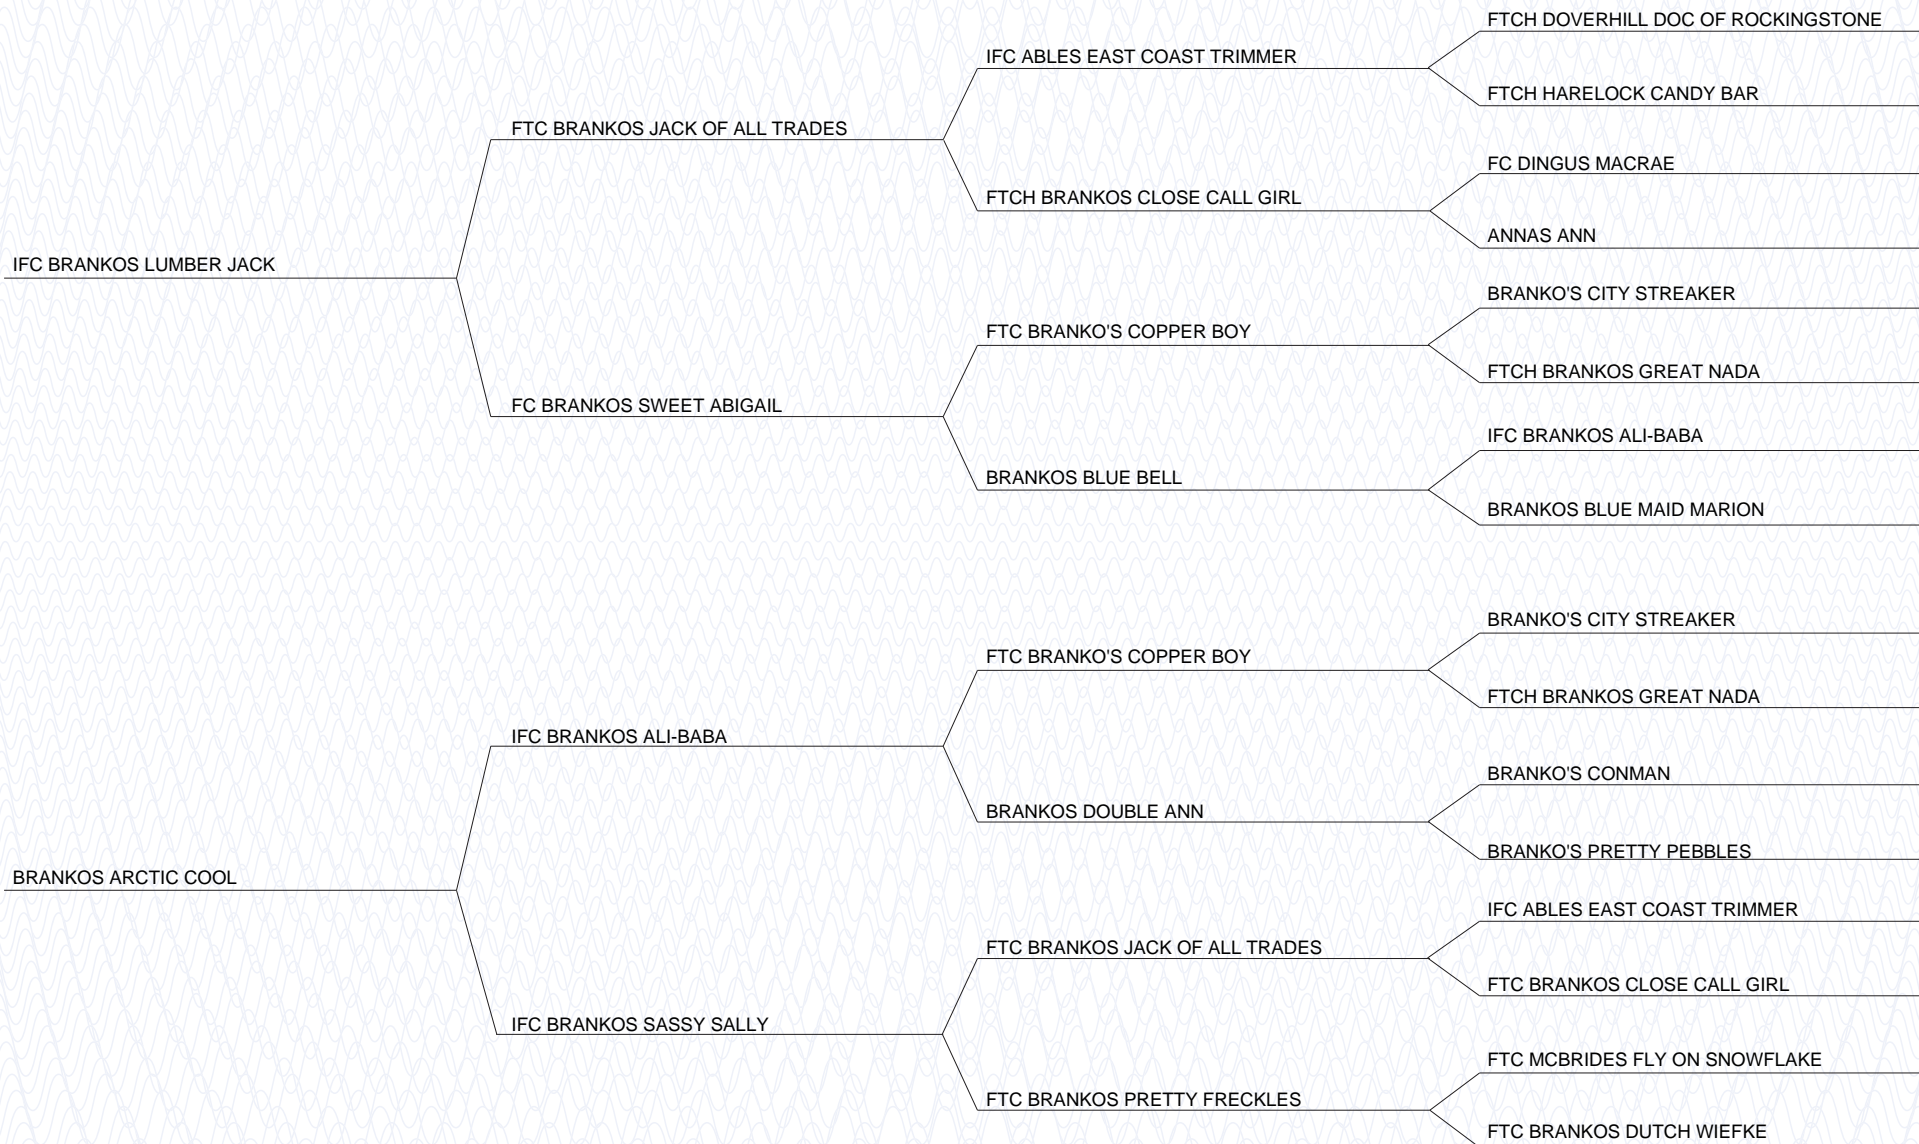 FTCH DOVERHILL DOC OF ROCKINGSTONE
IFC ABLES EAST COAST TRIMMER
FTCH HARELOCK CANDY BAR
FTC BRANKOS JACK OF ALL TRADES
FC DINGUS MACRAE
FTCH BRANKOS CLOSE CALL GIRL
ANNAS ANN
IFC BRANKOS LUMBER JACK
BRANKO'S CITY STREAKER
FTC BRANKO'S COPPER BOY
FTCH BRANKOS GREAT NADA
FC BRANKOS SWEET ABIGAIL
IFC BRANKOS ALI-BABA
BRANKOS BLUE BELL
BRANKOS BLUE MAID MARION
BRANKO'S CITY STREAKER
FTC BRANKO'S COPPER BOY
FTCH BRANKOS GREAT NADA
IFC BRANKOS ALI-BABA
BRANKO'S CONMAN
BRANKOS DOUBLE ANN
BRANKO'S PRETTY PEBBLES
BRANKOS ARCTIC COOL
IFC ABLES EAST COAST TRIMMER
FTC BRANKOS JACK OF ALL TRADES
FTC BRANKOS CLOSE CALL GIRL
IFC BRANKOS SASSY SALLY
FTC MCBRIDES FLY ON SNOWFLAKE
FTC BRANKOS PRETTY FRECKLES
FTC BRANKOS DUTCH WIEFKE